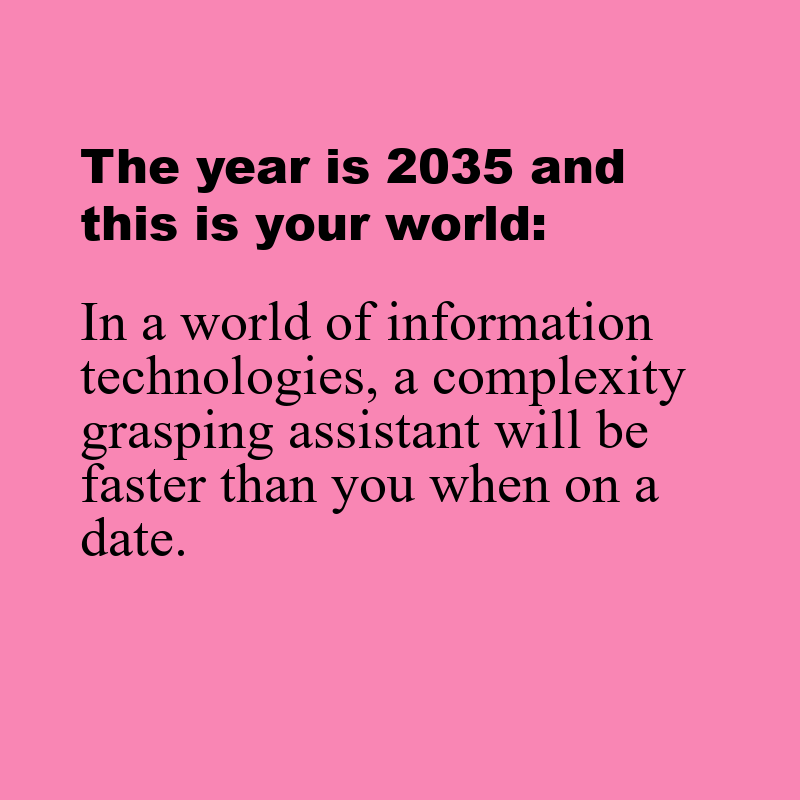 The year is 2035 and
this is your world:
In a world of information
technologies, a complexity
grasping assistant will be
faster than you when on a
date.